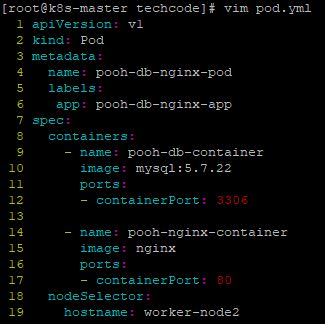 [root@k8s-master techcode]# vim pod.yml
1 apiVersion: v1
2 kind: Pod
3 metadata:
4   name: pooh-db-nginx-pod
5   labels:
6    app: pooh-db-nginx-app
7 spec:
8   containers:
9     - name: pooh-db-container
10       image: mysql:5.7.22
11       ports:
12       - containerPort: 3306
13
14     - name: pooh-nginx-container
15       image: nginx
16       ports:
17       - containerPort: 80
18   nodeSelector:
19     hostname: worker-node2